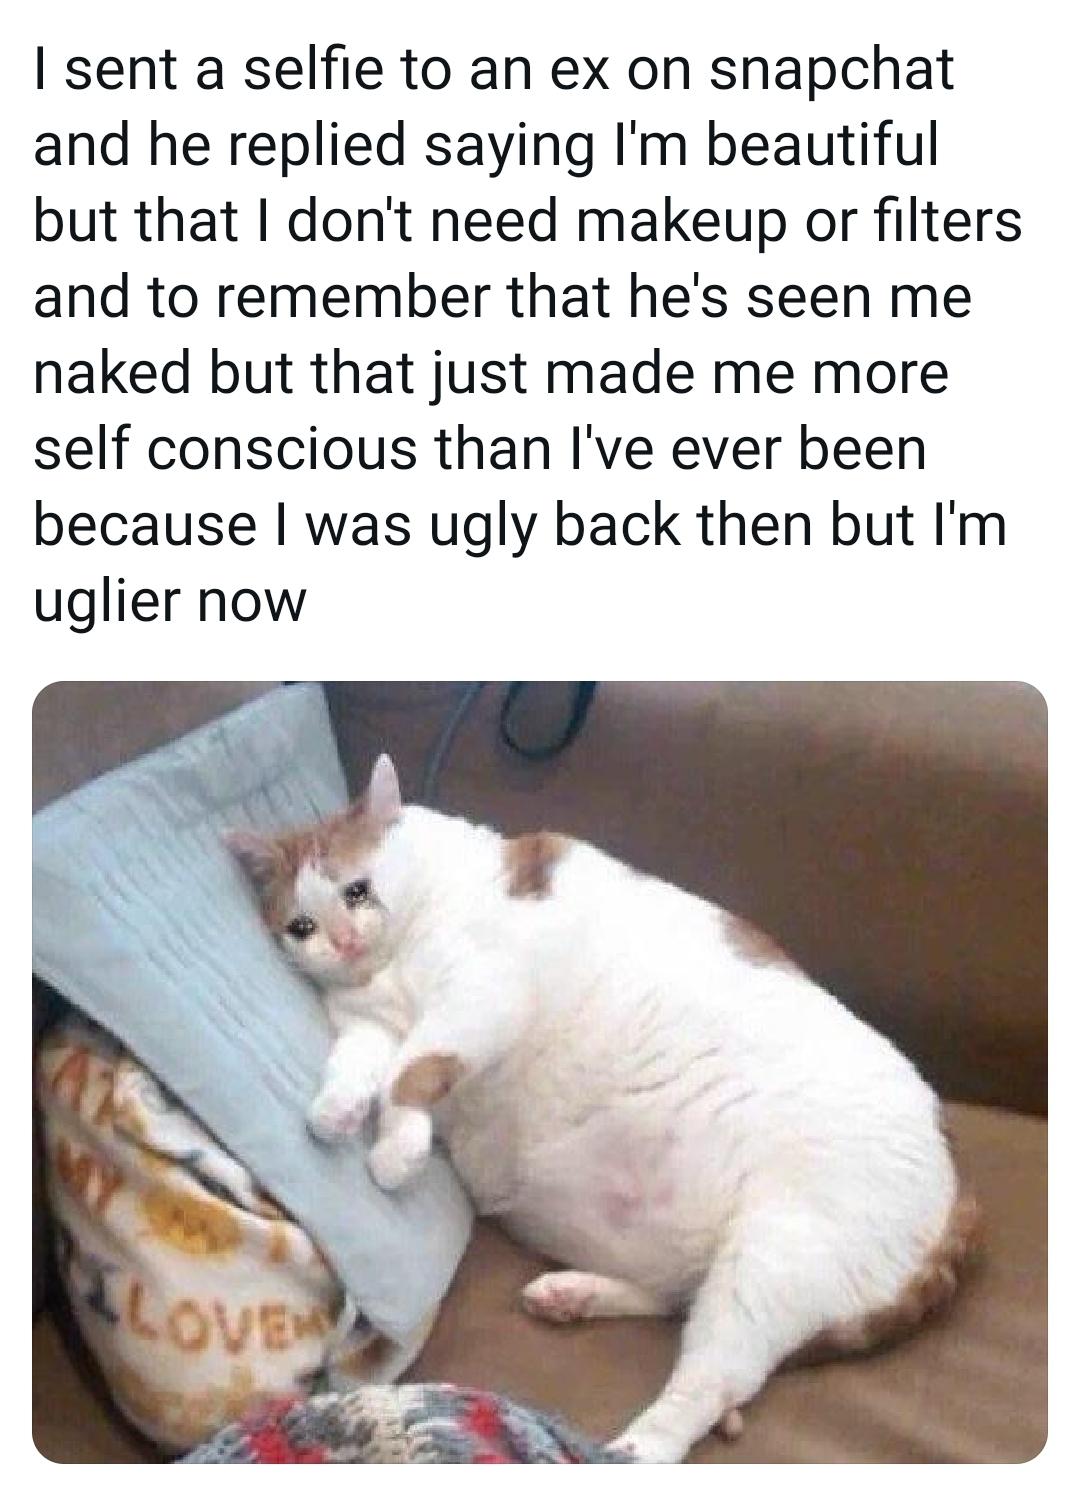 I sent a selfie to an ex on snapchat
and he replied saying I'm beautiful
but that I don't need makeup or filters
and to remember that he's seen me
naked but that just made me more
self conscious than I've ever been
because I was ugly back then but I'm
uglier now
MY
I LOVE